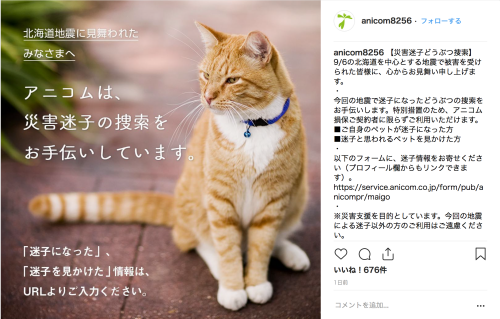 北海道地震に見舞われた
みなさまへ
アニコムは、
災害迷子の捜索を
お手伝いしています。
「迷子になった」、
「迷子を見かけた」情報は、
URLよりご入力ください。
anicom8256 • フォローする
anicom8256 【災害迷子どうぶつ捜索】
9/6の北海道を中心とする地震で被害を受け
られた皆様に、心からお見舞い申し上げま
す。
・
今回の地震で迷子になったどうぶつの捜索を
お手伝いします。特別措置のため、アニコム
損保ご契約者に限らずご利用いただけます。
■ご自身のペットが迷子になった方
■迷子と思われるペットを見かけた方
・
以下のフォームに、迷子情報をお寄せくださ
い（プロフィール欄からもリンクできま
す）。
https://service.anicom.co.jp/form/pub/a
nicompr/maigo
・
※災害支援を目的としています。今回の地震
による迷子以外の方のご利用はご遠慮くださ
い。
いいね！676件
1日前
コメントを追加...